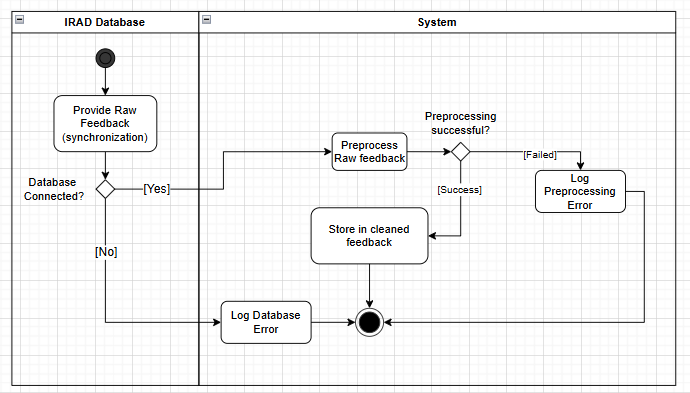 IRAD Database
System
Provide Raw
Feedback
(synchronization)
Database
Connected?
[Yes]
[No]
Preprocess
Raw feedback
Preprocessing
successful?
[Failed]
[Success]
Log
Preprocessing
Error
Store in cleaned
feedback
Log Database
Error